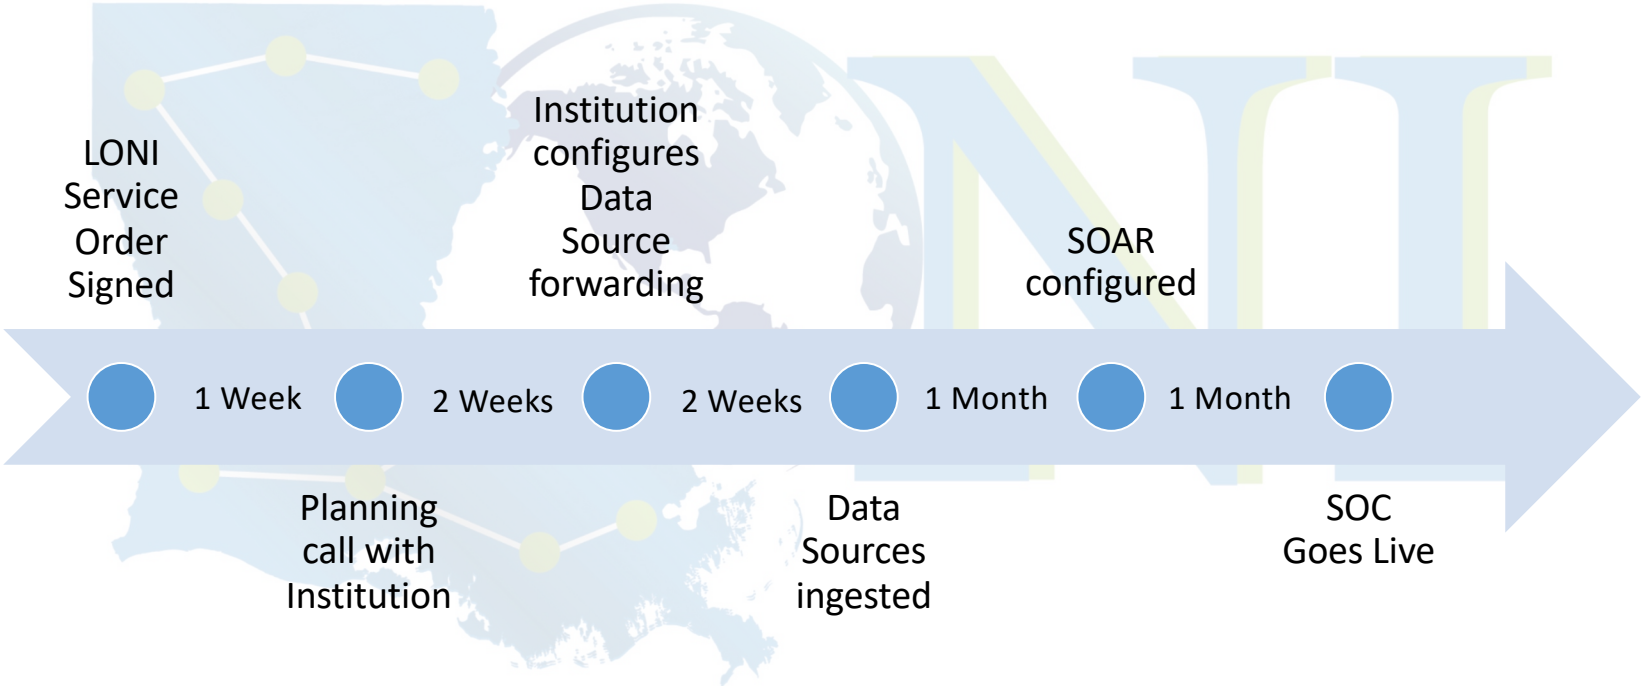 LONI
Service
Order
Signed
Institution
configures
Data
Source
forwarding
SOAR
configured
1 Week
2 Weeks
2 Weeks
1 Month
1 Month
Planning
call with
Institution
Data
Sources
ingested
SOC
Goes Live
NI